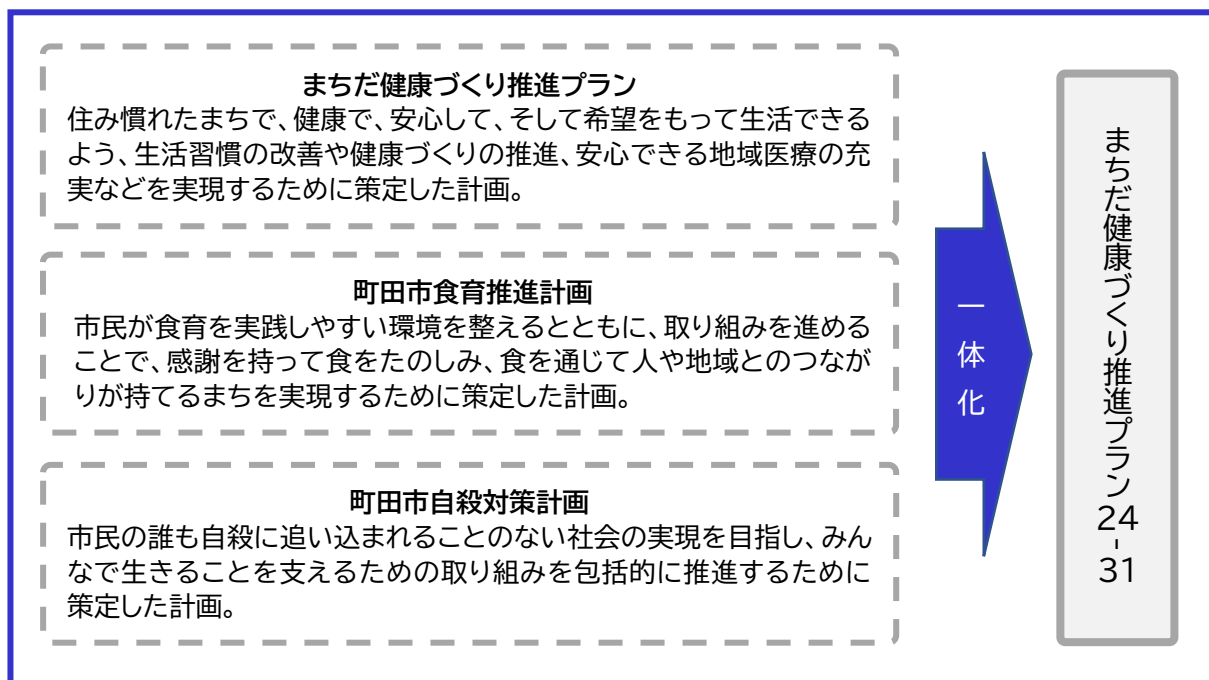 まちだ健康づくり推進プラン
住み慣れたまちで、健康で、安心して、そして希望をもって生活できる
よう、生活習慣の改善や健康づくりの推進、安心できる地域医療の充
実などを実現するために策定した計画。
町田市食育推進計画
市民が食育を実践しやすい環境を整えるとともに、取り組みを進める
ことで、感謝を持って食をたのしみ、食を通じて人や地域とのつなが
りが持てるまちを実現するために策定した計画。
町田市自殺対策計画
市民の誰も自殺に追い込まれることのない社会の実現を目指し、みん
なで生きることを支えるための取り組みを包括的に推進するために
策定した計画。
一体化
まちだ健康づくり推進プラン24-31